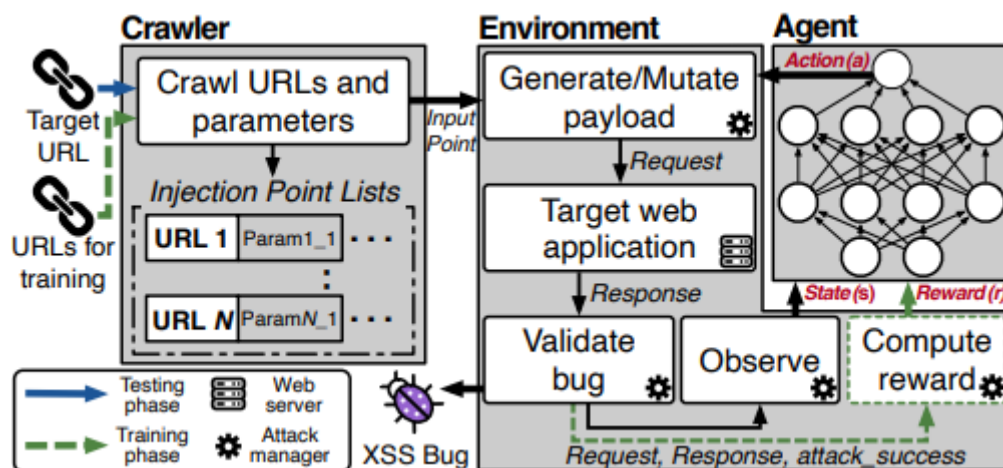 Crawler
Environment
Agent
Target
URL
URLs for
training
Crawl URLs and
parameters
Input
Point
Injection Point Lists
URL 1 Param1_1 ...
:
URL N ParamN_1 ...
Generate/Mutate
payload
Action(a)
Request
Target web
application
Response
State(s) Reward(r)
Validate
bug
Observe
Compute
reward
XSS Bug
Request, Response, attack_success
Testing
phase
Web
server
Training
phase
Attack
manager